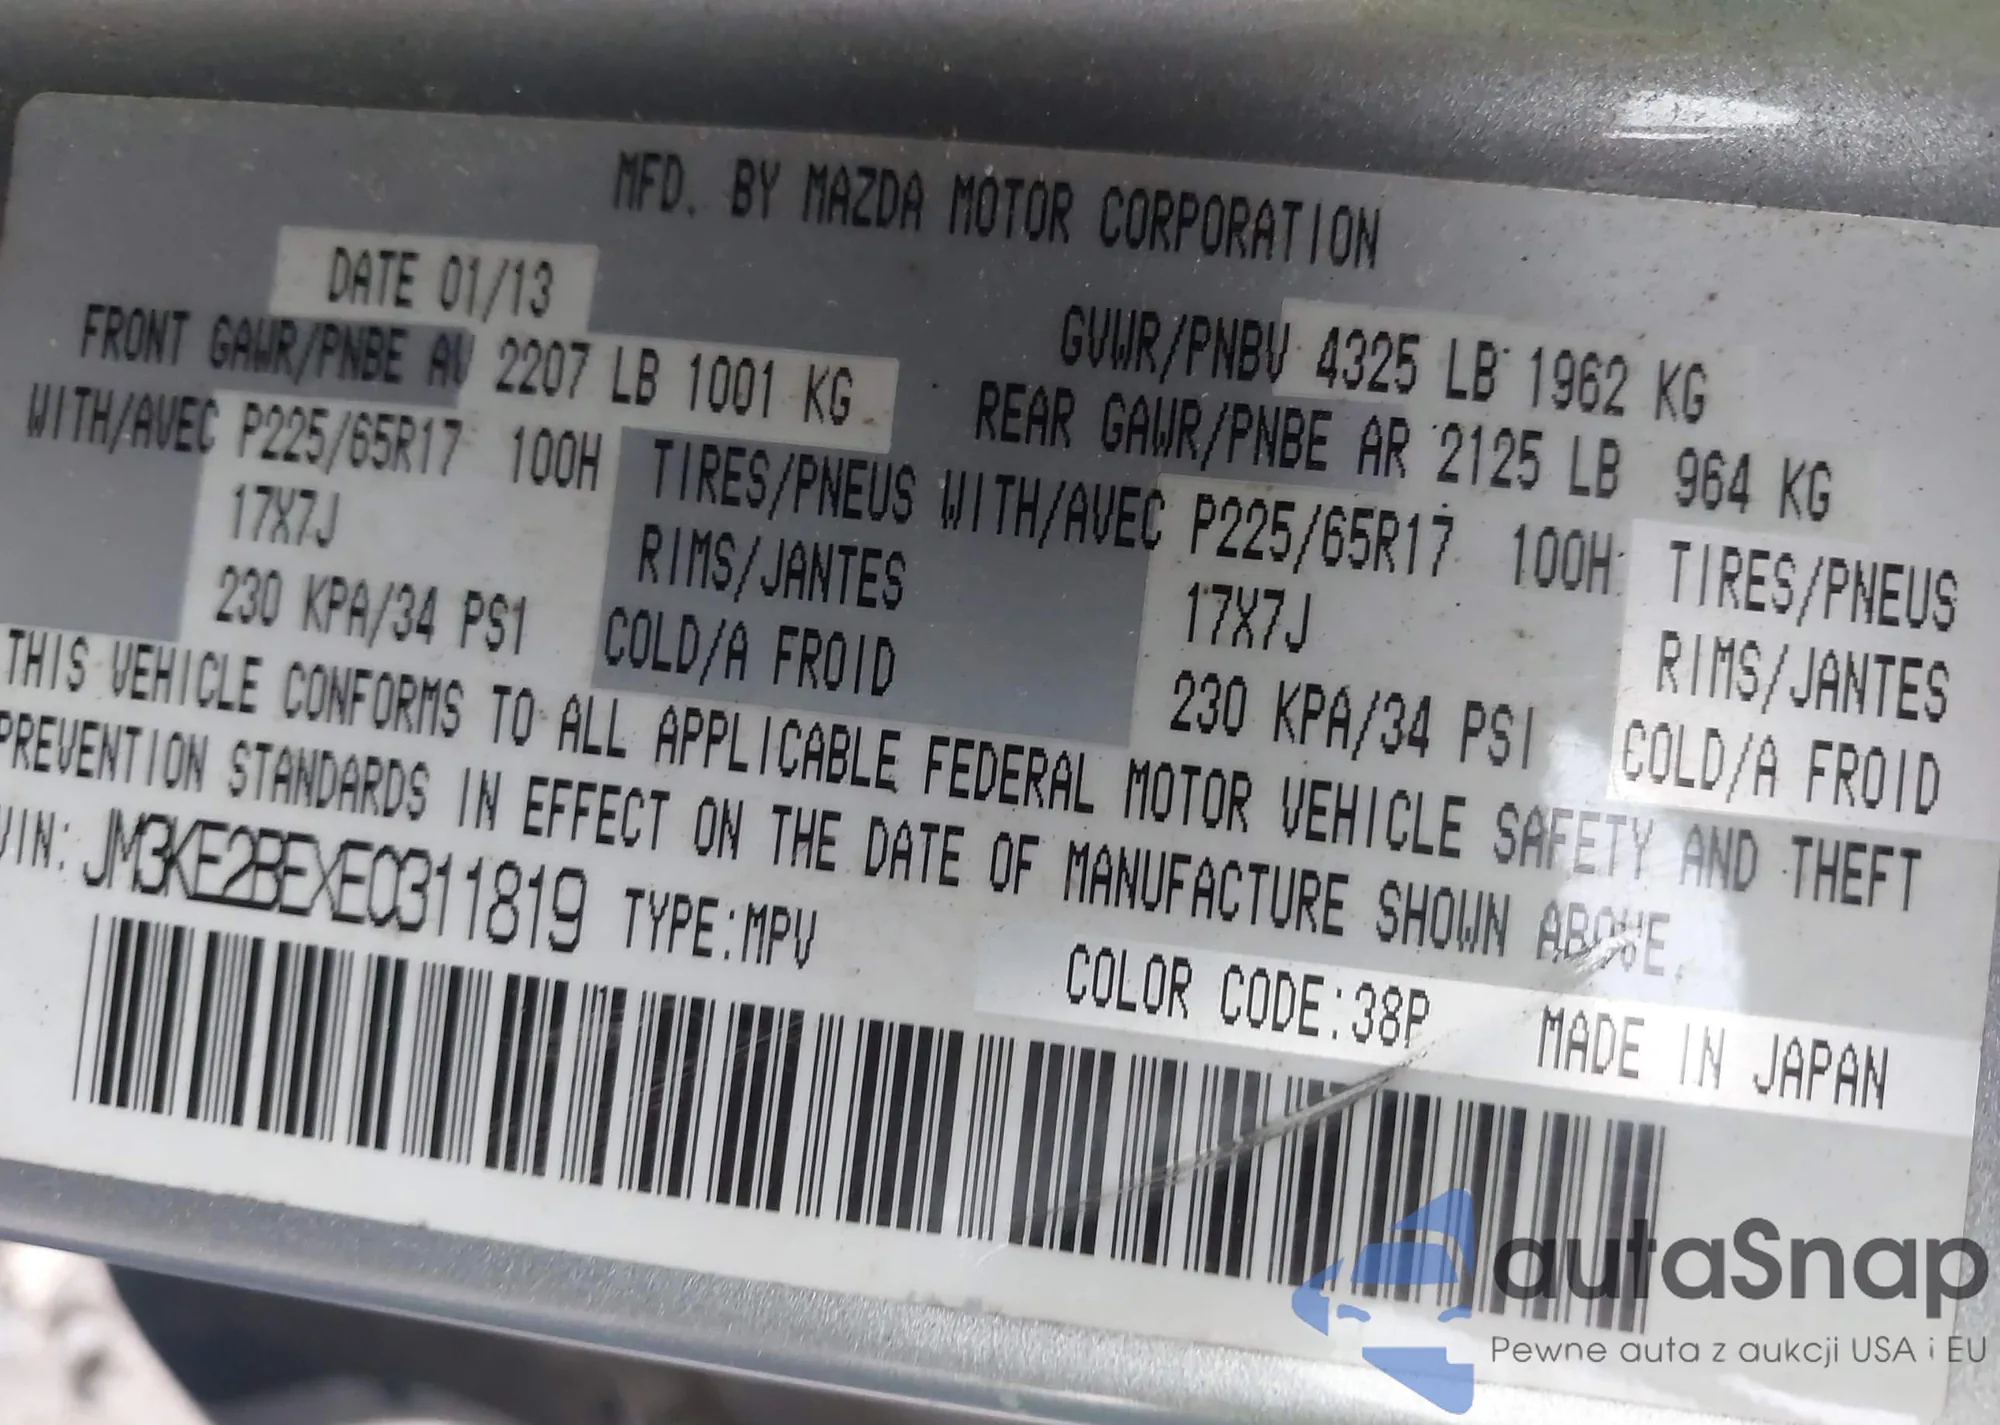 MFD. BY MAZDA MOTOR CORPORATION
DATE 01/13
GVWR/PNBV 4325 LB 1962 KG
FRONT GAWR/PNBE AV 2207 LB 1001 KG
REAR GAWR/PNBE AR 2125 LB 964 KG
WITH/AVEC P225/65R17 100H TIRES/PNEUS WITH/AVEC P225/65R17 100H TIRES/PNEUS
17X7J RIMS/JANTES 17X7J RIMS/JANTES
230 KPA/34 PSI COLD/A FROID 230 KPA/34 PSI COLD/A FROID
THIS VEHICLE CONFORMS TO ALL APPLICABLE FEDERAL MOTOR VEHICLE SAFETY AND THEFT
PREVENTION STANDARDS IN EFFECT ON THE DATE OF MANUFACTURE SHOWN ABOVE.
VIN: JM3KE2BEXE0311819 TYPE:MPV
COLOR CODE:38P MADE IN JAPAN
autaSnap
Pewne auta z aukcji USA i EU